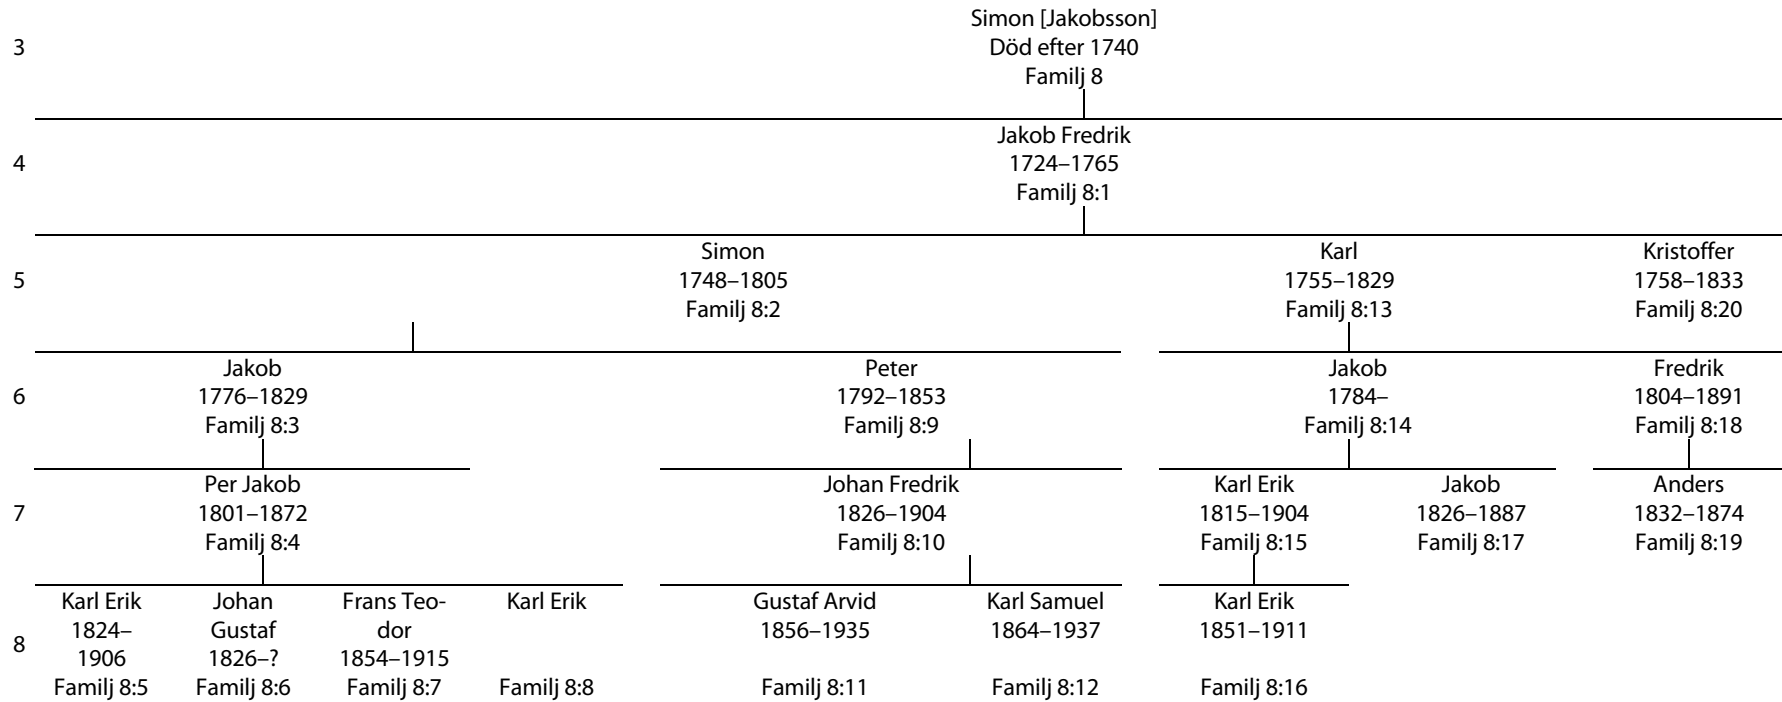 Simon [Jakobsson]
3 Död efter 1740
Familj 8
Jakob Fredrik
4 1724–1765
Familj 8:1
Simon Karl Kristoffer
5 1748–1805 1755–1829 1758–1833
Familj 8:2 Familj 8:13 Familj 8:20
Jakob Peter Jakob Fredrik
6 1776–1829 1792–1853 1784– 1804–1891
Familj 8:3 Familj 8:9 Familj 8:14 Familj 8:18
Per Jakob Johan Fredrik Karl Erik Jakob Anders
7 1801–1872 1826–1904 1815–1904 1826–1887 1832–1874
Familj 8:4 Familj 8:10 Familj 8:15 Familj 8:17 Familj 8:19
Karl Erik Johan Frans Teo- Karl Erik Gustaf Arvid Karl Samuel Karl Erik
1824– Gustaf dor 1856–1935 1864–1937 1851–1911
8 1906 1826–? 1854–1915
Familj 8:5 Familj 8:6 Familj 8:7 Familj 8:8 Familj 8:11 Familj 8:12 Familj 8:16